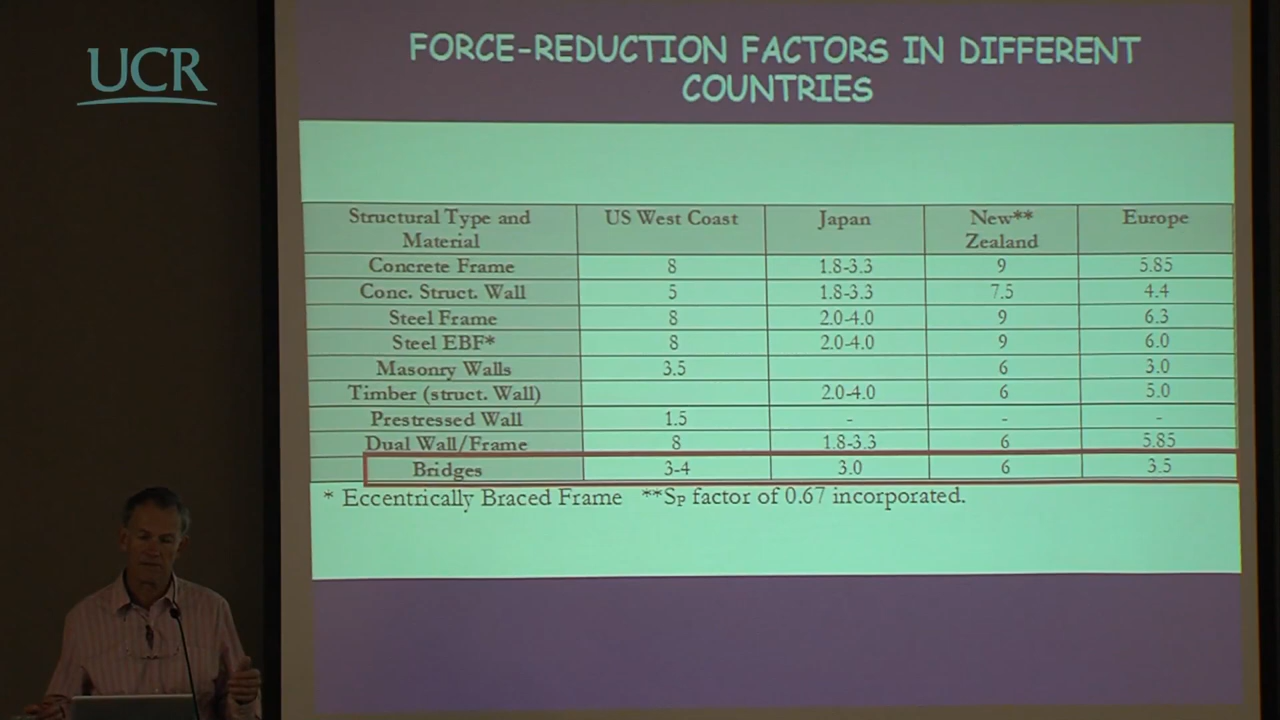 UCR
FORCE-REDUCTION FACTORS IN DIFFERENT
COUNTRIES
Structural Type and Material US West Coast Japan New** Zealand Europe
Concrete Frame 8 1.8-3.3 9 5.85
Conc. Struct. Wall 5 1.8-3.3 7.5 4.4
Steel Frame 8 2.0-4.0 9 6.3
Steel EBF* 8 2.0-4.0 9 6.0
Masonry Walls 3.5 6 3.0
Timber (struct. Wall) 2.0-4.0 6 5.0
Prestressed Wall 1.5 - - -
Dual Wall/Frame 8 1.8-3.3 6 5.85
Bridges 3-4 3.0 6 3.5
* Eccentrically Braced Frame **SP factor of 0.67 incorporated.